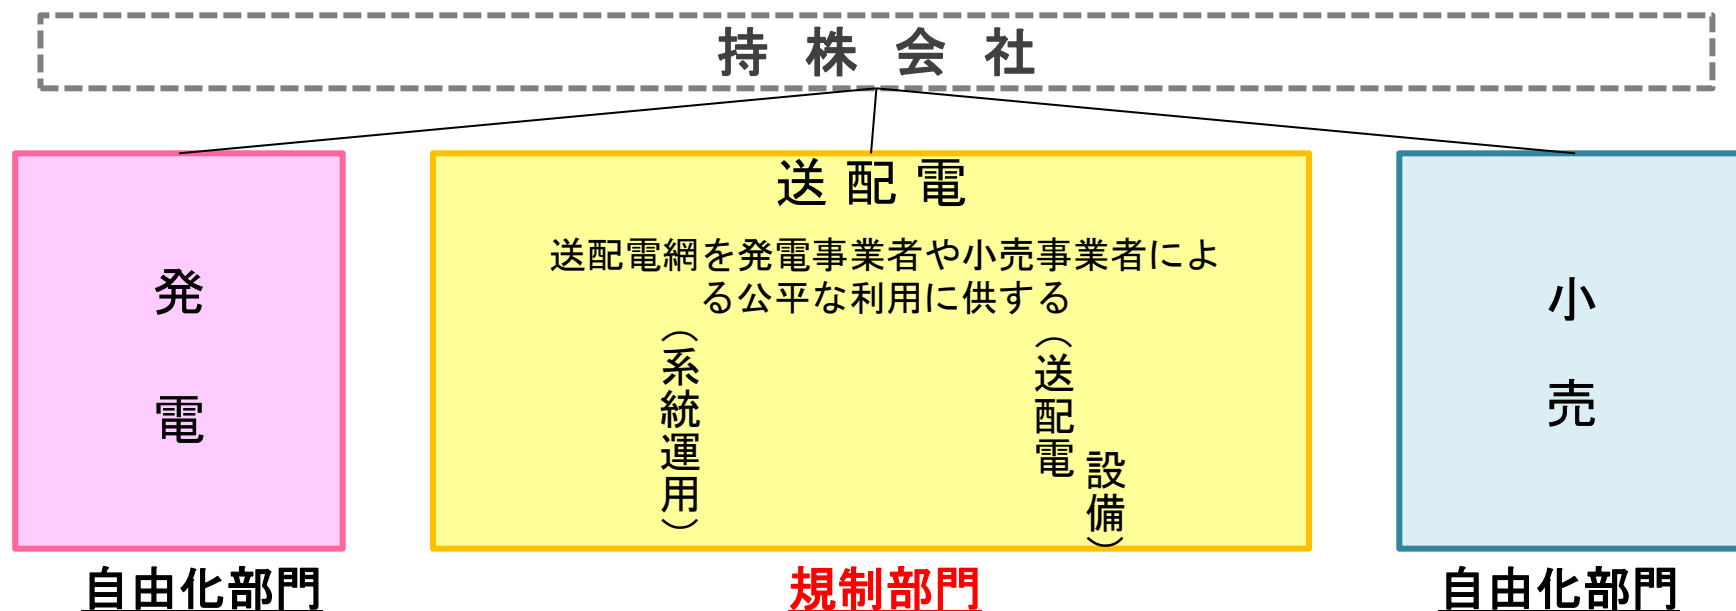 持株会社
発電
送配電
送配電網を発電事業者や小売事業者によ
る公平な利用に供する
（系統運用）
（送配電
設備）
小売
自由化部門
規制部門
自由化部門